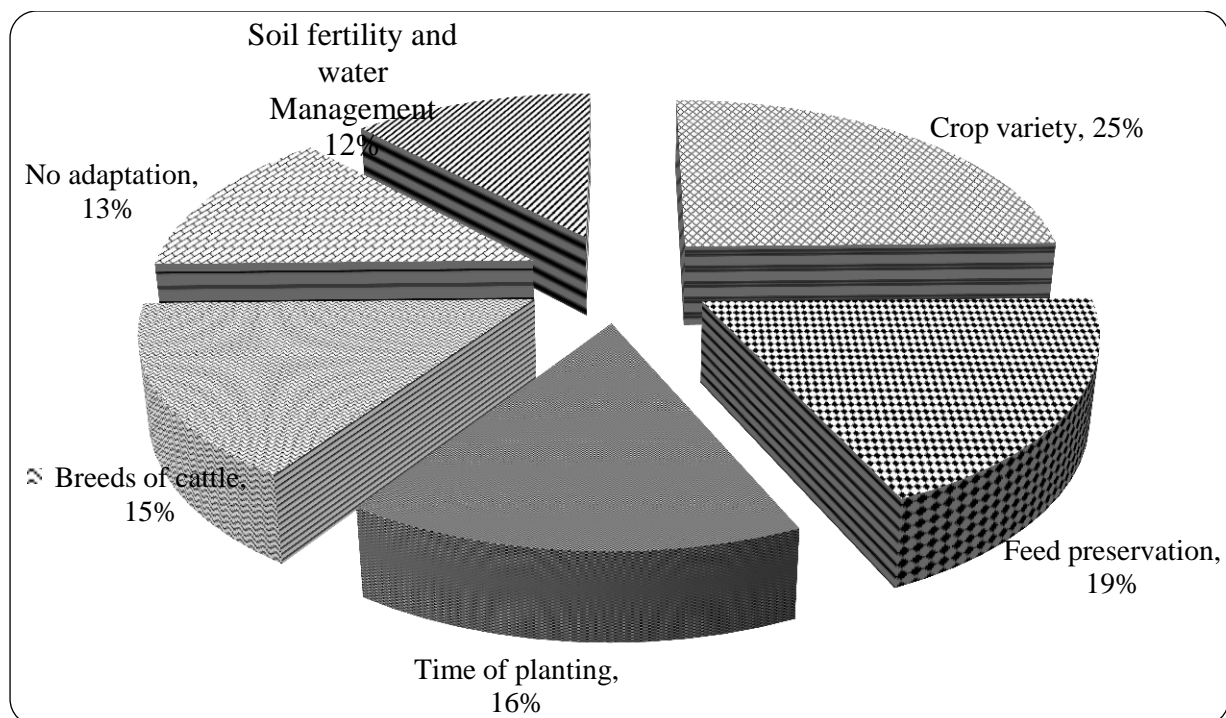 Soil fertility and
water
Management
12%
Crop variety, 25%
No adaptation,
13%
Breeds of cattle,
15%
Feed preservation,
19%
Time of planting,
16%